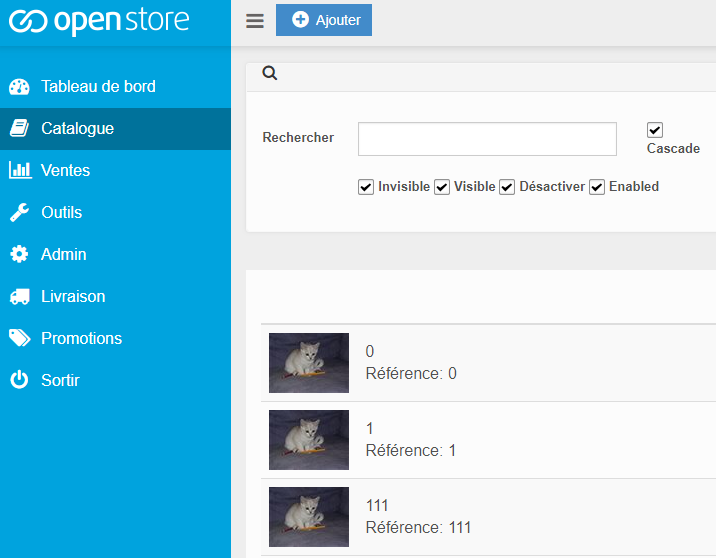 openstore
Ajouter
Tableau de bord
Catalogue
Ventes
Outils
Admin
Livraison
Promotions
Sortir
Rechercher
Cascade
Invisible Visible Désactiver Enabled
0
Référence: 0
1
Référence: 1
111
Référence: 111